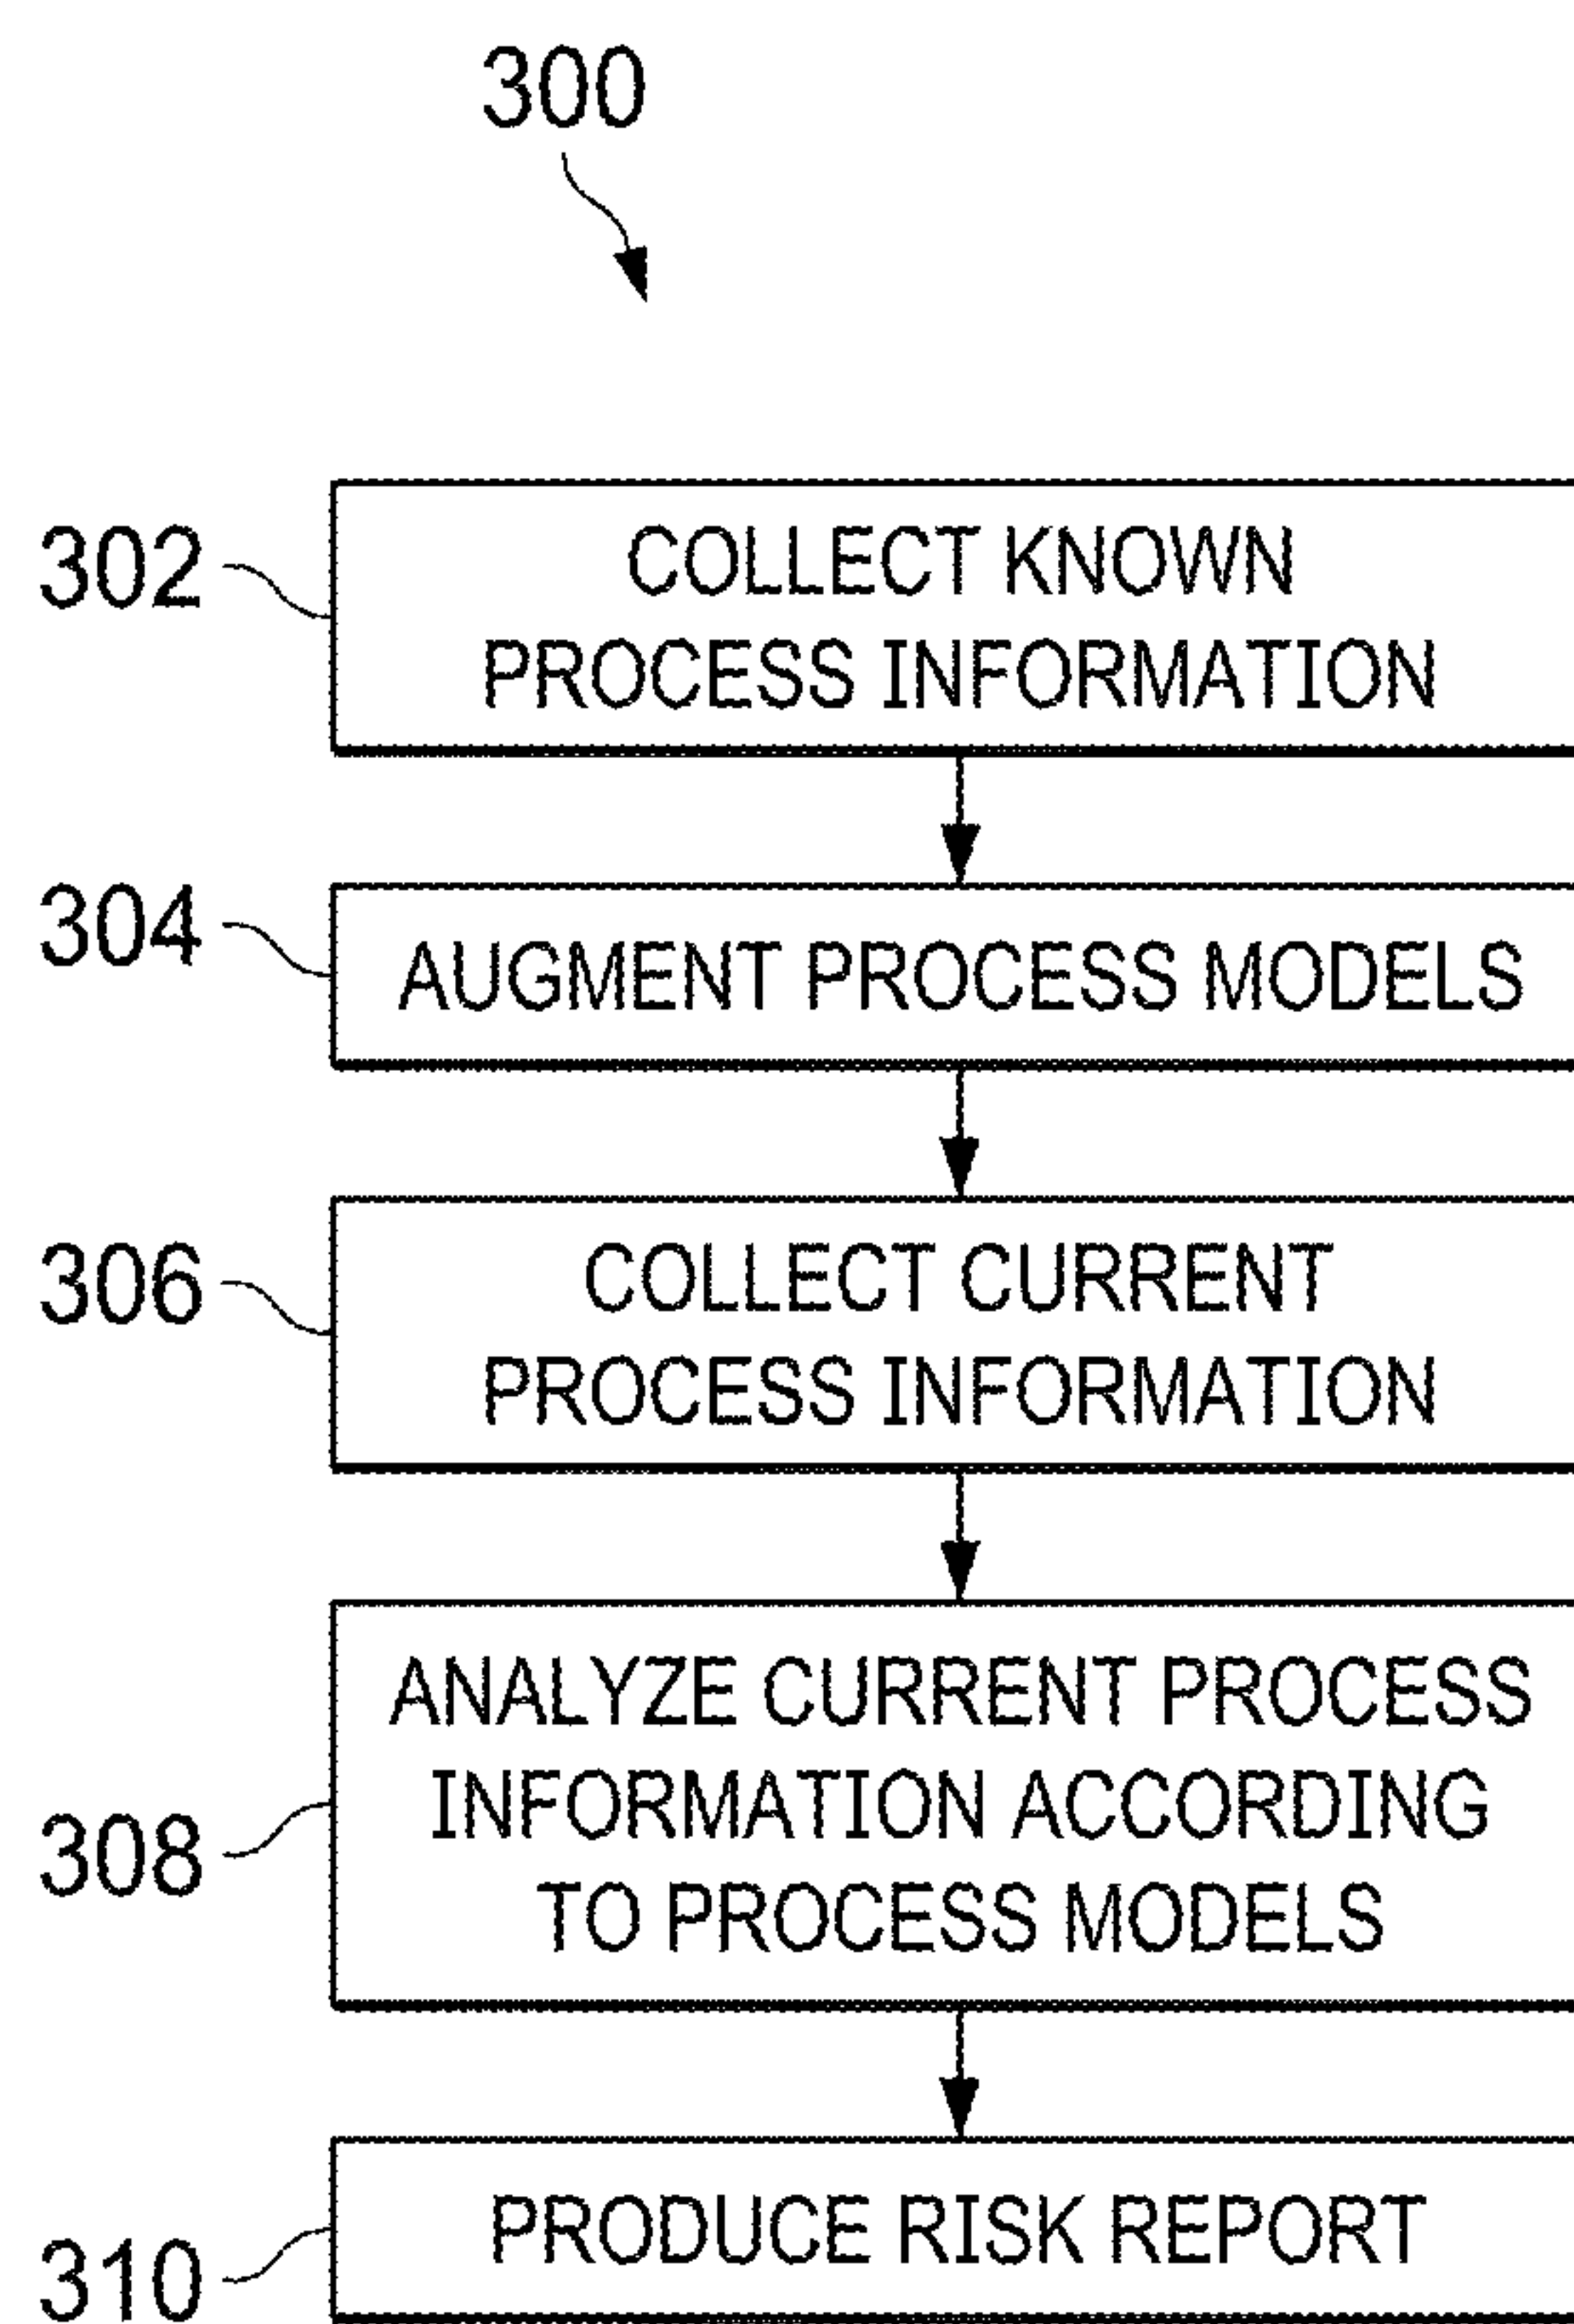 300
302
COLLECT KNOWN
PROCESS INFORMATION
304
AUGMENT PROCESS MODELS
306
COLLECT CURRENT
PROCESS INFORMATION
308
ANALYZE CURRENT PROCESS
INFORMATION ACCORDING
TO PROCESS MODELS
310
PRODUCE RISK REPORT